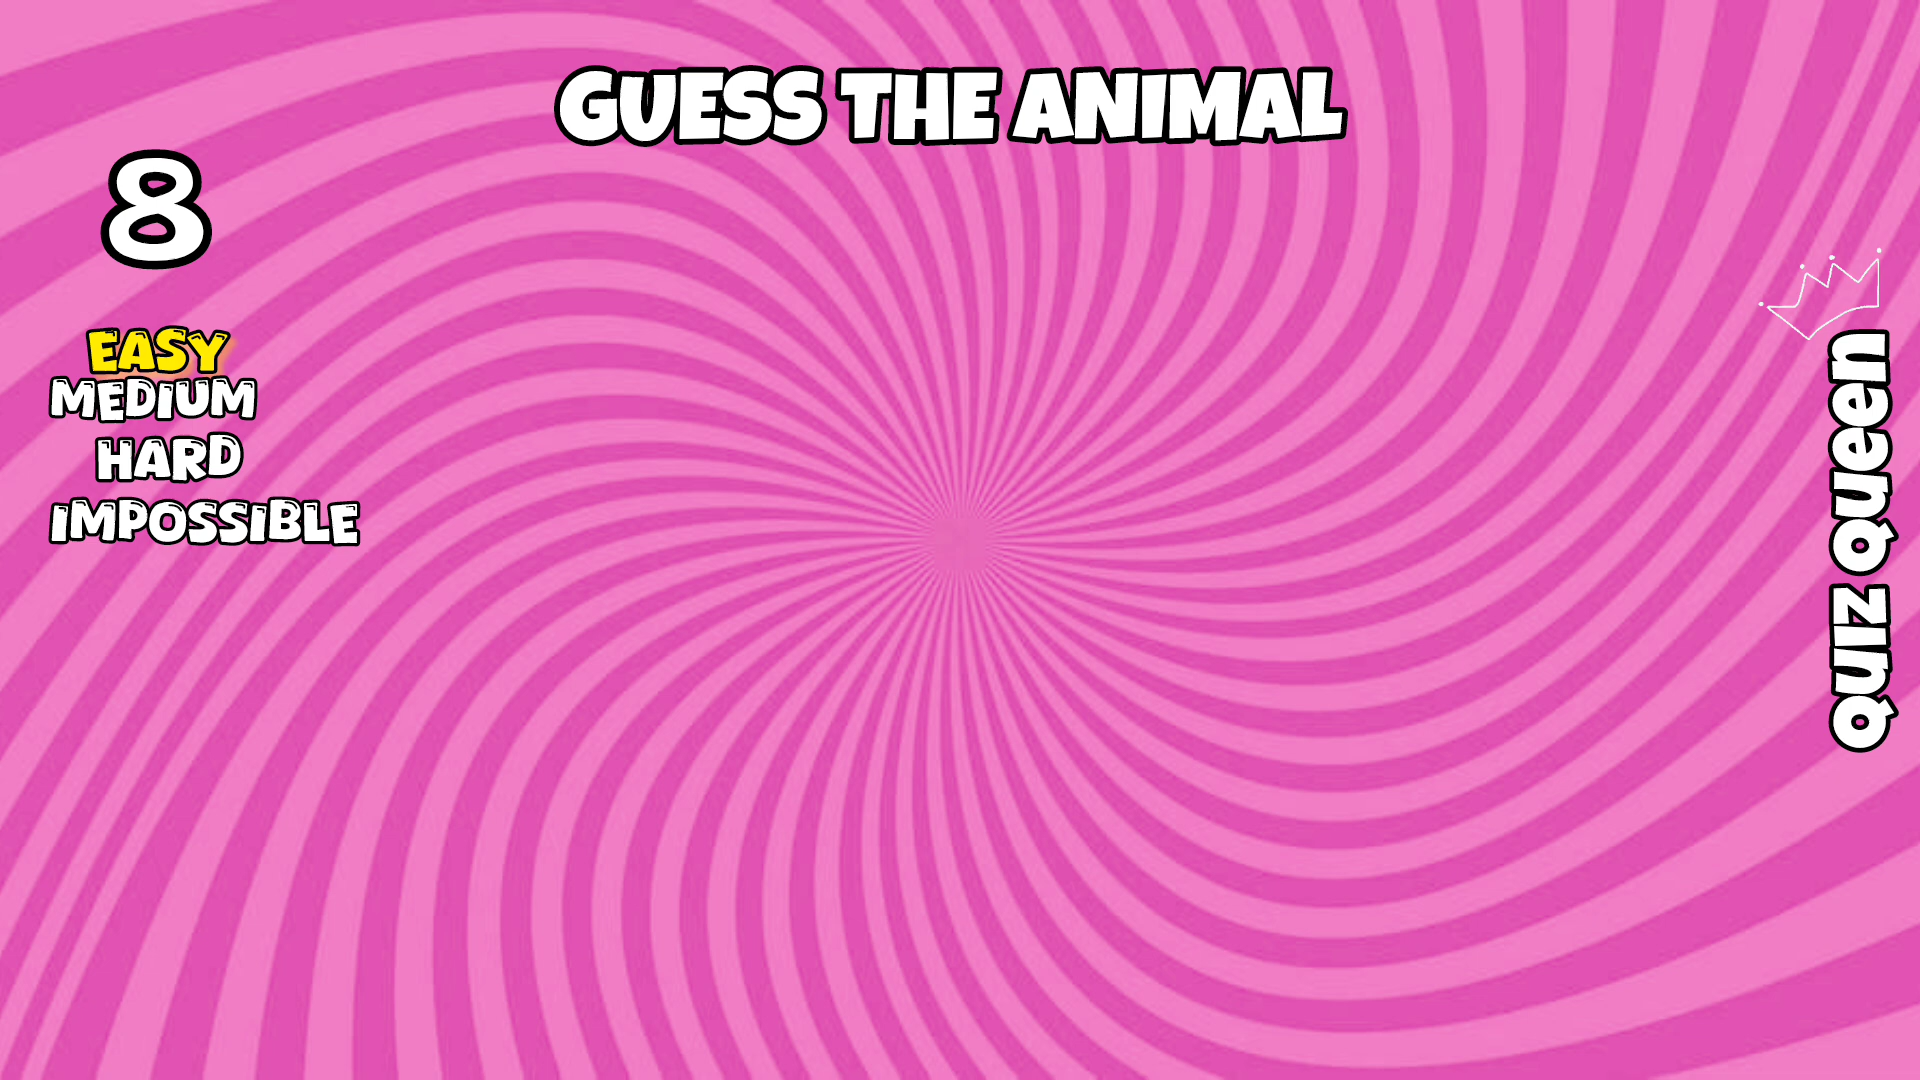 GUESS THE ANIMAL
8
EASY
MEDIUM
HARD
IMPOSSIBLE
quiz queen